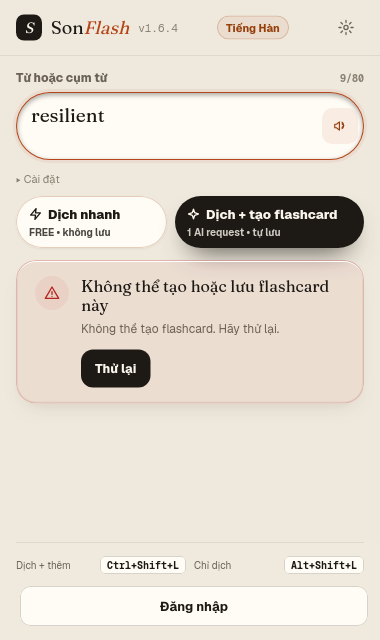 S SonFlash v1.6.4 Tiếng Hàn
Từ hoặc cụm từ 9/80
resilient
▸ Cài đặt
Dịch nhanh
FREE • không lưu
Dịch + tạo flashcard
1 AI request • tự lưu
Không thể tạo hoặc lưu flashcard
này
Không thể tạo flashcard. Hãy thử lại.
Thử lại
Dịch + thêm Ctrl+Shift+L Chỉ dịch Alt+Shift+L
Đăng nhập